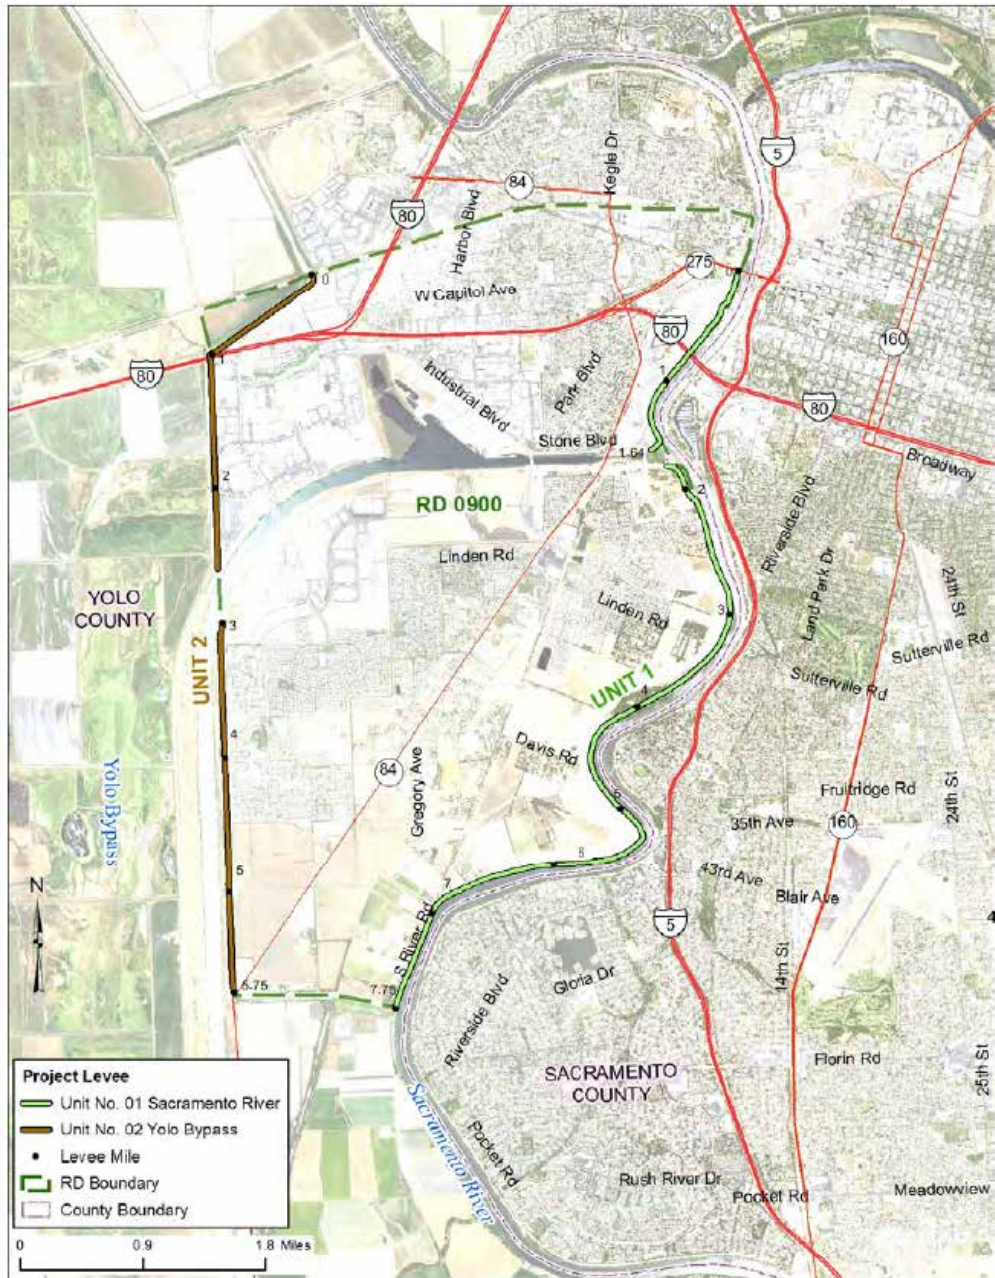 5
80
84
Kegle Dr
Harbor Blvd
275
0
0
W Capitol Ave
80
160
1
80
1
80
Industrial Blvd
Park Blvd
Stone Blvd
1.64
Broadway
2
2
RD 0900
Riverside Blvd
Linden Rd
Land Park Dr
24th St
YOLO
COUNTY
3
Linden Rd
3
Sutterville Rd
UNIT 2
UNIT 1
4
Sutterville Rd
4
Davis Rd
Yolo Bypass
84
Gregory Ave
Fruitridge Rd
24th St
5
35th Ave
160
6
43rd Ave
Blair Ave
5
N
7
S River Rd
5
4
14th St
Gloria Dr
5.75
7.75
Riverside Blvd
Florin Rd
25th St
SACRAMENTO
COUNTY
Sacramento River
Pocket Rd
Rush River Dr
Pocket Rd
Meadowview
Project Levee
Unit No. 01 Sacramento River
Unit No. 02 Yolo Bypass
Levee Mile
RD Boundary
County Boundary
0 0.9 1.8 Miles